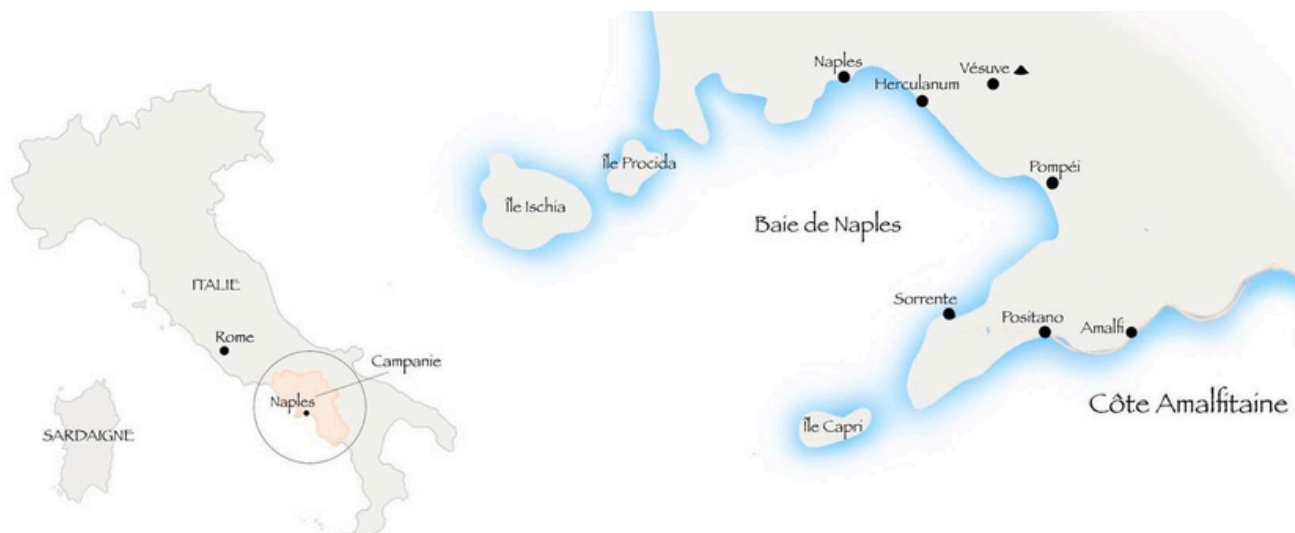 ITALIE
Rome
Campanie
Naples
SARDAIGNE
Naples
Herculanum
Vésuve
Île Procida
Île Ischia
Pompéi
Baie de Naples
Sorrente
Positano
Amalfi
Côte Amalfitaine
Île Capri